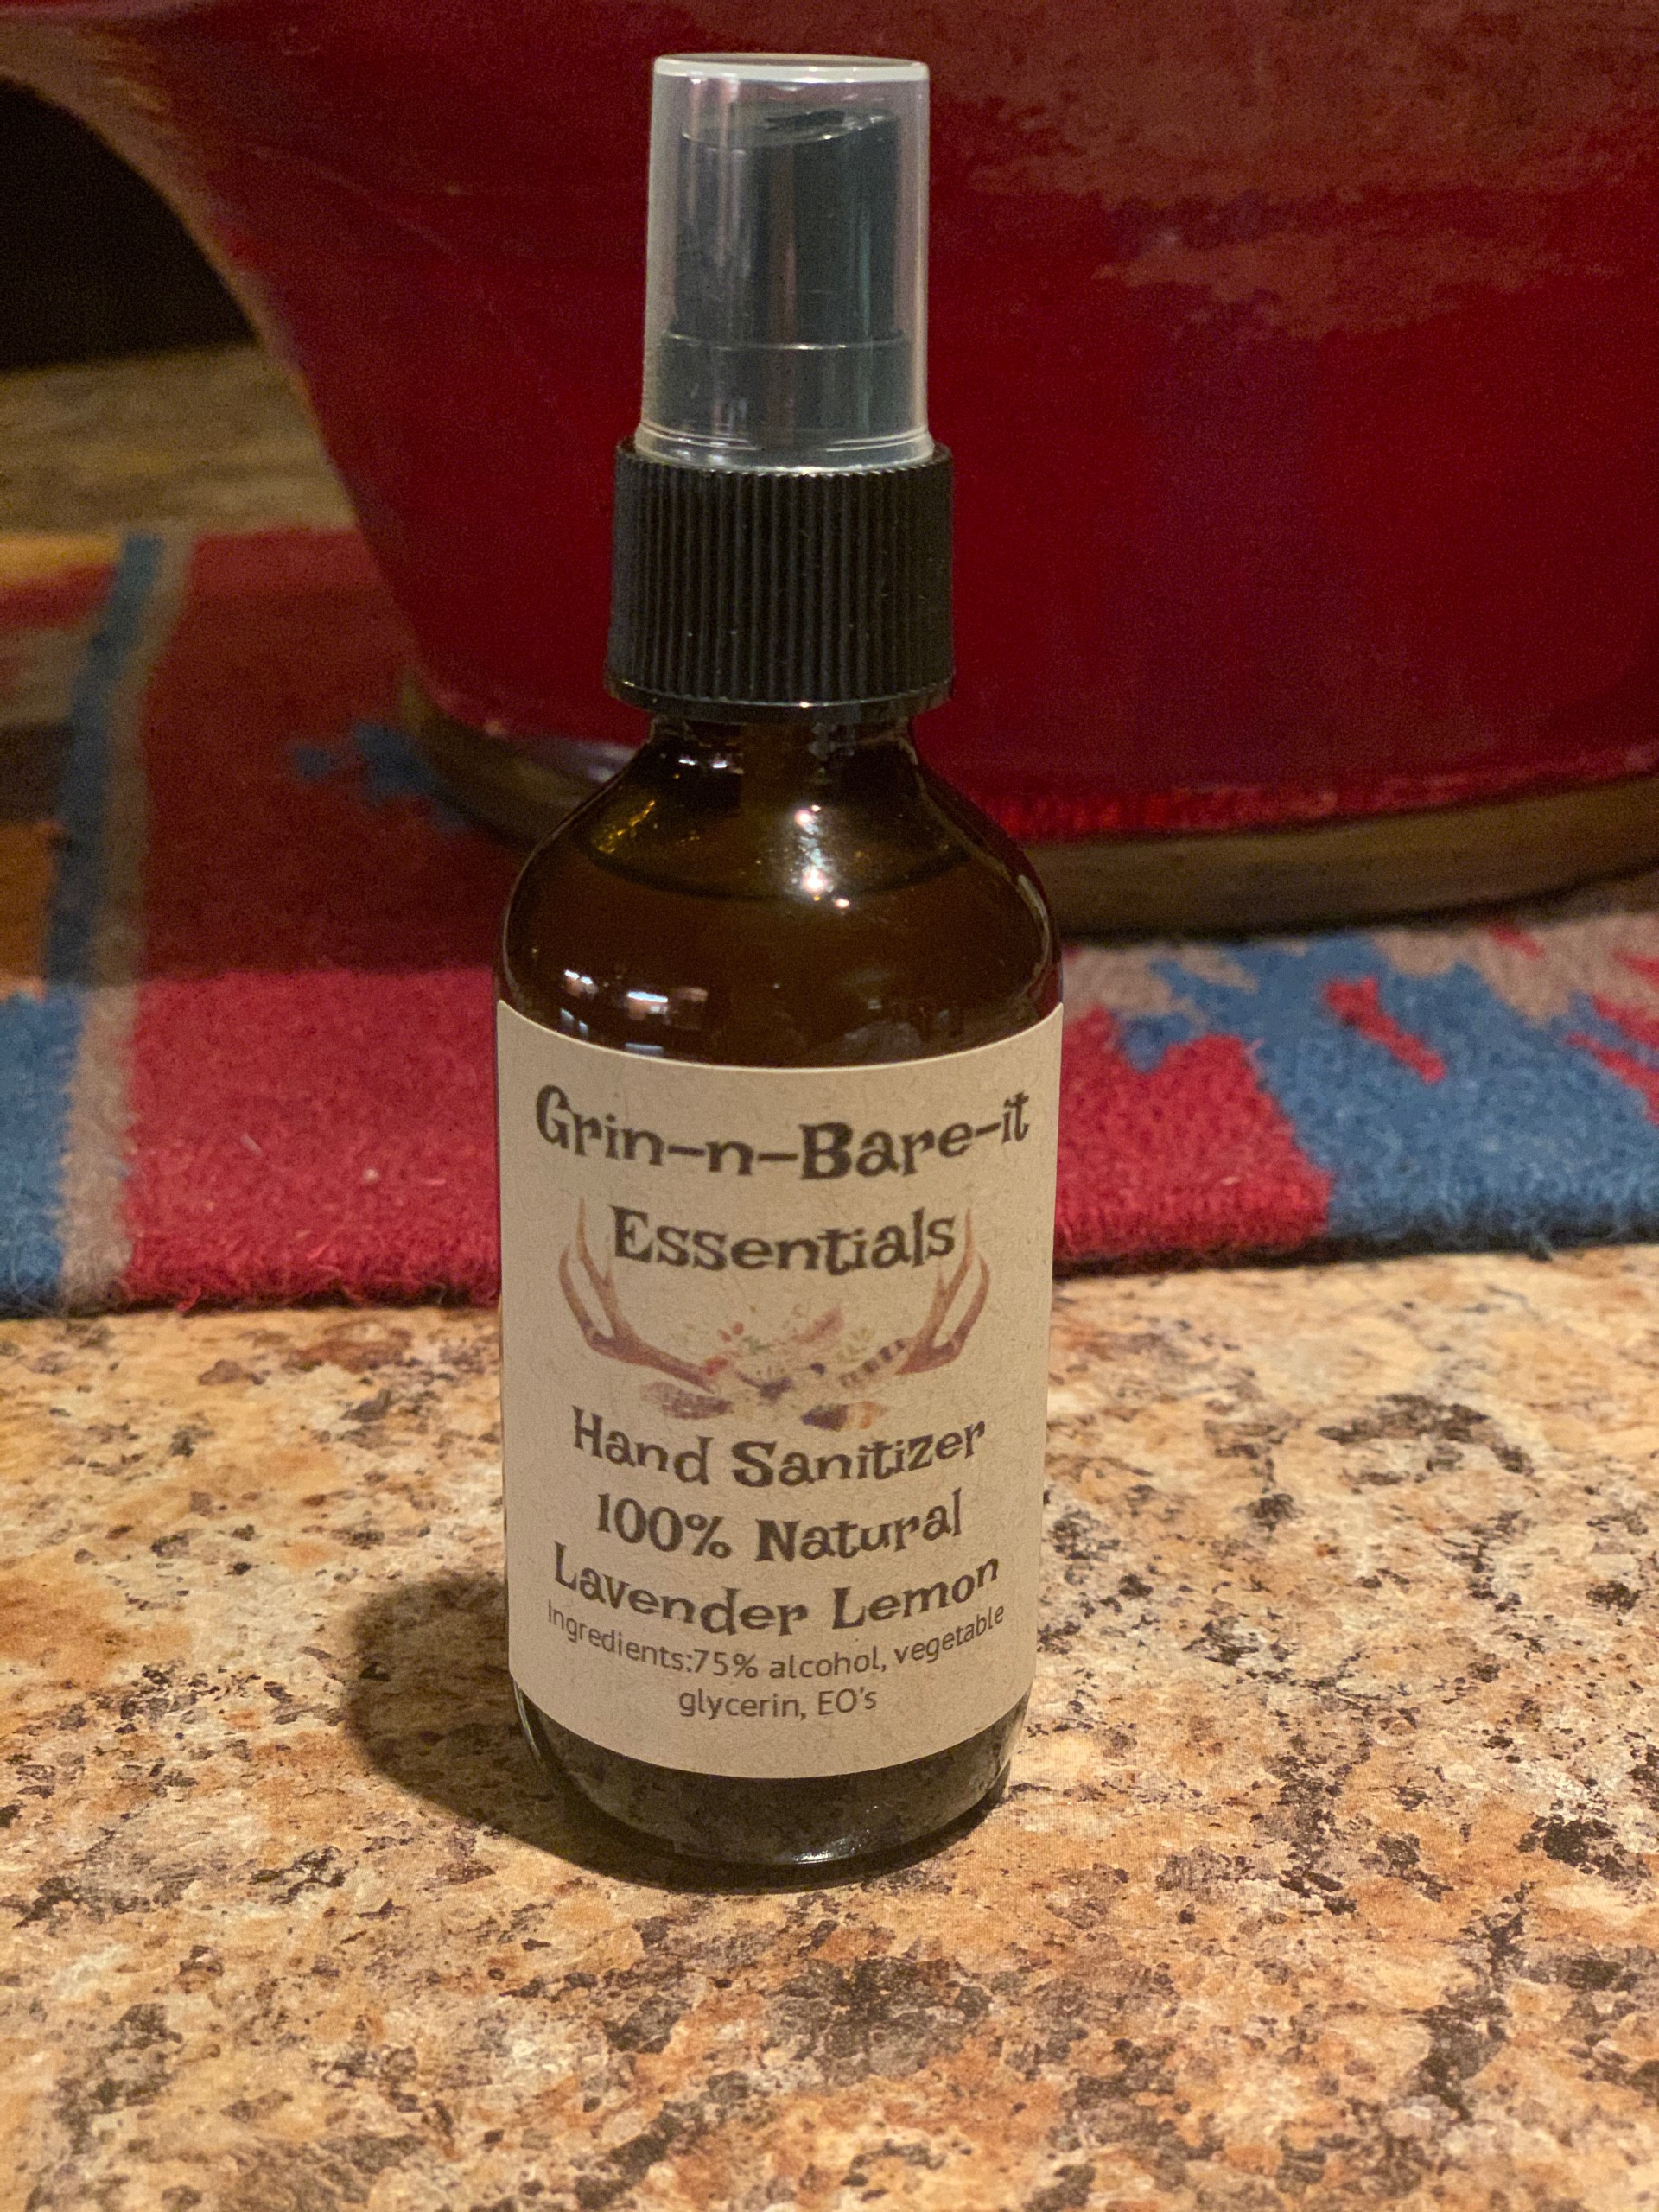 Grin-n-Bare-it
Essentials
Hand Sanitizer
100% Natural
Lavender Lemon
Ingredients:75% alcohol, vegetable
glycerin, EO's